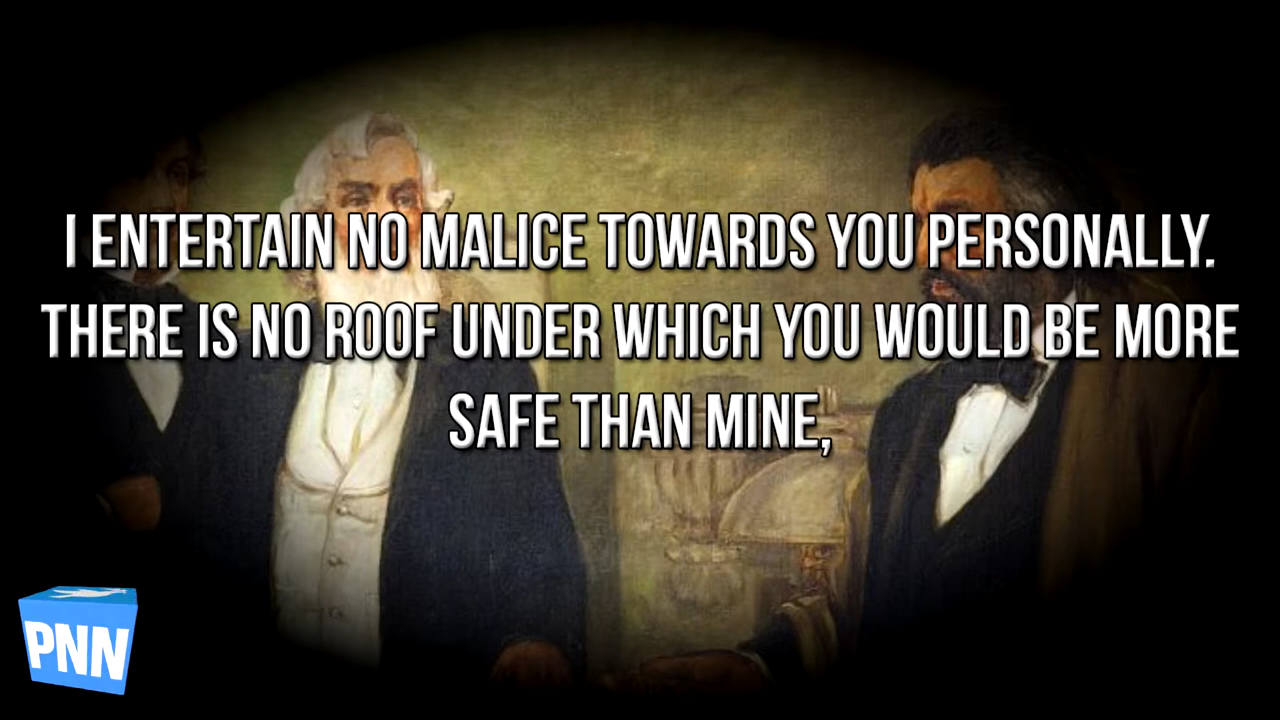 I ENTERTAIN NO MALICE TOWARDS YOU PERSONALLY.
THERE IS NO ROOF UNDER WHICH YOU WOULD BE MORE
SAFE THAN MINE,
PNN